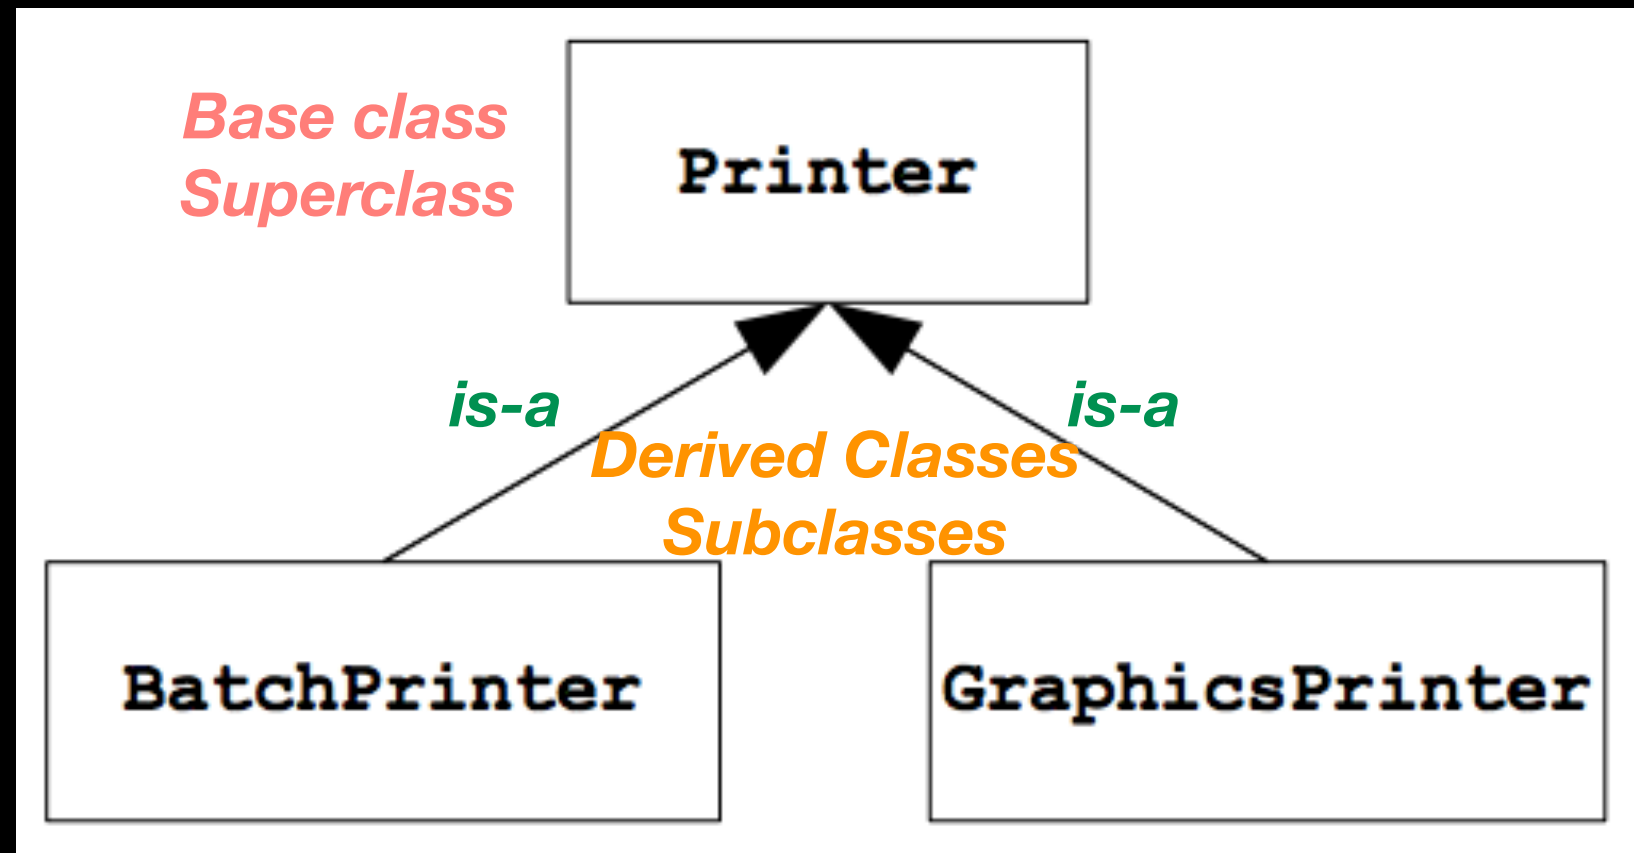 Base class
Superclass
Printer
is-a
is-a
Derived Classes
Subclasses
BatchPrinter
GraphicsPrinter